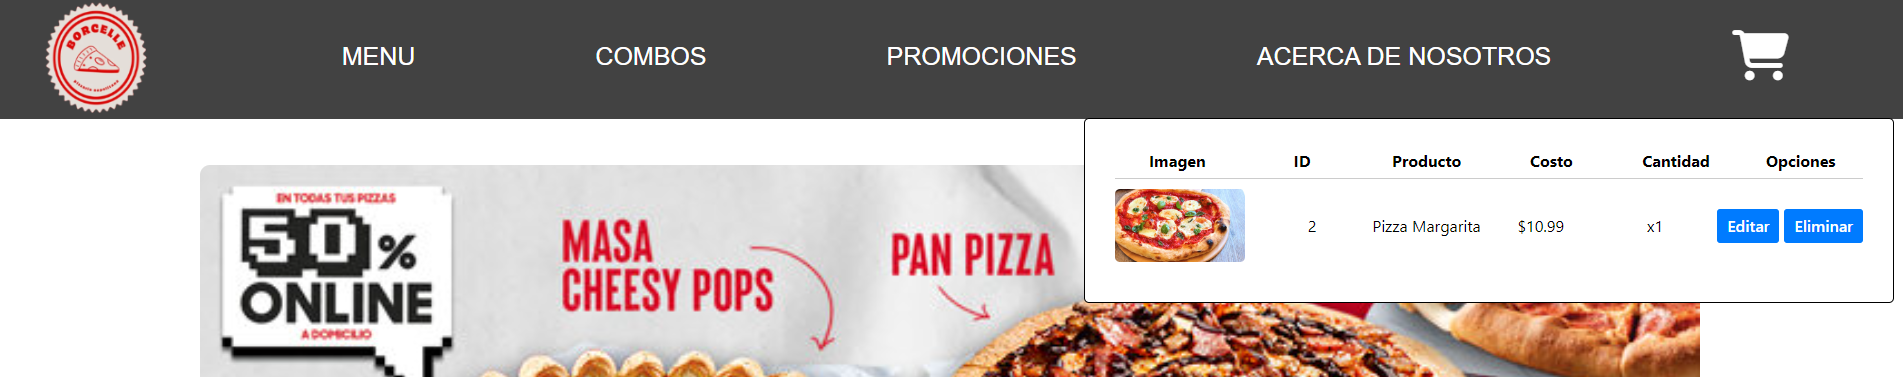 BORCELLE
MENU
COMBOS
PROMOCIONES
ACERCA DE NOSOTROS
Imagen ID Producto Costo Cantidad Opciones
2 Pizza Margarita $10.99 x1 Editar Eliminar
EN TODAS TUS PIZZAS
50%
ONLINE
A DOMICILIO
MASA
CHEESY POPS
PAN PIZZA